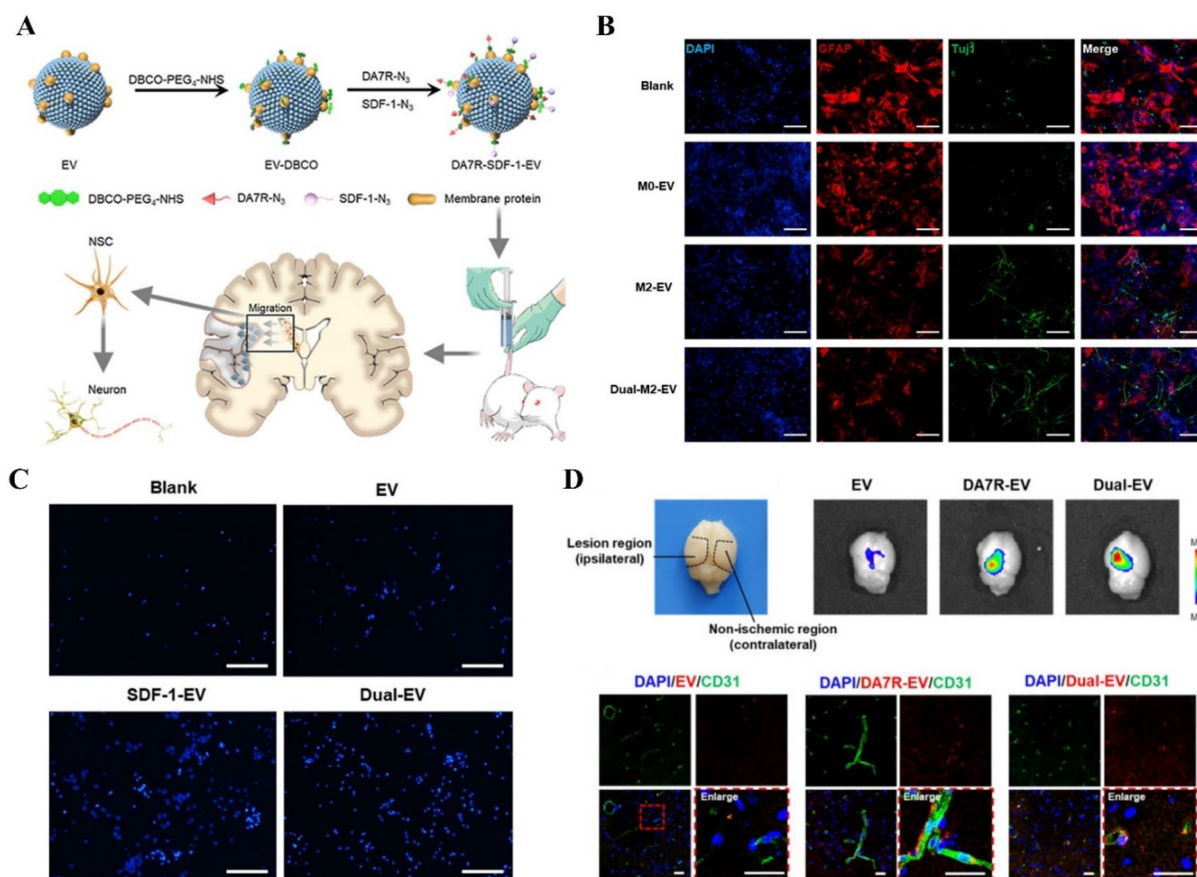 A
DBCO-PEG₄-NHS
DA7R-N₃
SDF-1-N₃
EV
EV-DBCO
DA7R-SDF-1-EV
DBCO-PEG₄-NHS
DA7R-N₃
SDF-1-N₃
Membrane protein
NSC
Migration
Neuron
B
DAPI
GFAP
Tuj1
Merge
Blank
M0-EV
M2-EV
Dual-M2-EV
C
Blank
EV
SDF-1-EV
Dual-EV
D
EV
DA7R-EV
Dual-EV
Lesion region
(ipsilateral)
Non-ischemic region
(contralateral)
M
M
DAPI/EV/CD31
DAPI/DA7R-EV/CD31
DAPI/Dual-EV/CD31
Enlarge
Enlarge
Enlarge